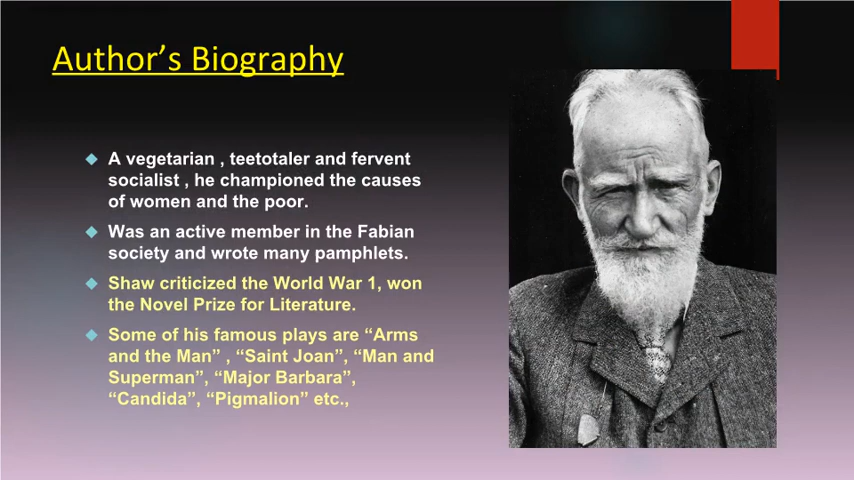 Author’s Biography
A vegetarian , teetotaler and fervent
socialist , he championed the causes
of women and the poor.
Was an active member in the Fabian
society and wrote many pamphlets.
Shaw criticized the World War 1, won
the Novel Prize for Literature.
Some of his famous plays are “Arms
and the Man” , “Saint Joan”, “Man and
Superman”, “Major Barbara”,
“Candida”, “Pigmalion” etc.,